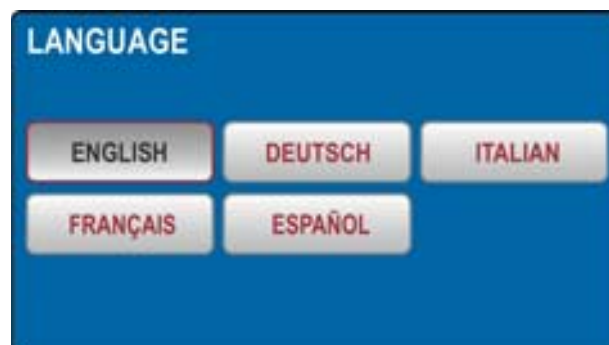 LANGUAGE
ENGLISH DEUTSCH ITALIAN
FRANÇAIS ESPAÑOL